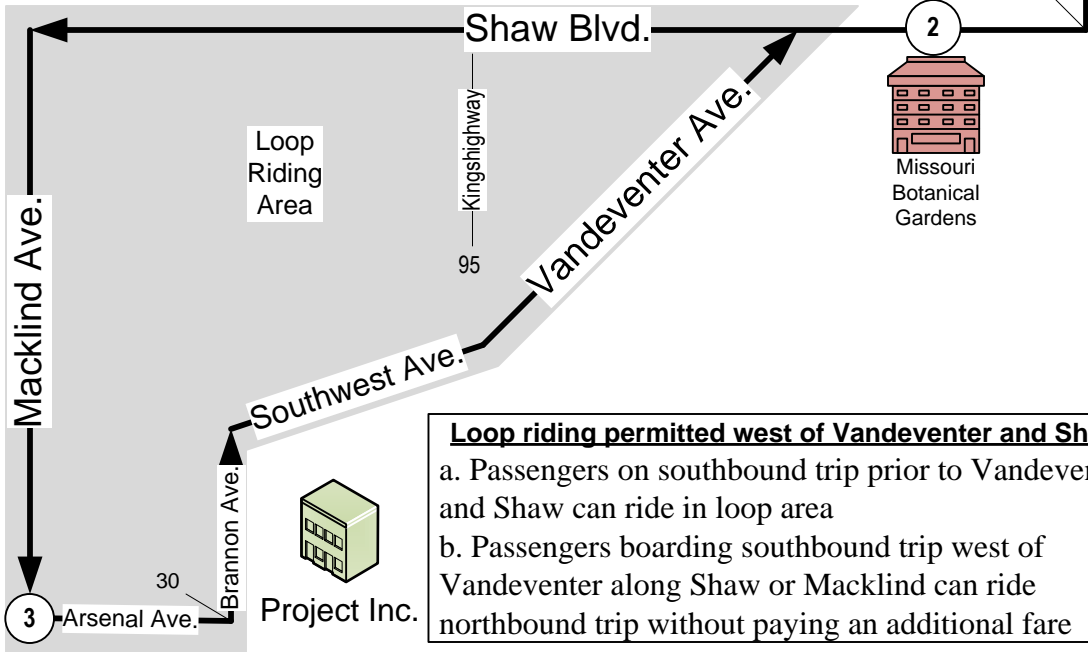 Shaw Blvd.
2
Missouri
Botanical
Gardens
Loop
Riding
Area
Kingshighway
95
Vandeventer Ave.
Macklind Ave.
Southwest Ave.
Brannon Ave.
30
3
Arsenal Ave.
Project Inc.
Loop riding permitted west of Vandeventer and
a. Passengers on southbound trip prior to
and Shaw can ride in loop area
b. Passengers boarding southbound trip west of
Vandeventer along Shaw or Macklind can ride
northbound trip without paying an additional fare